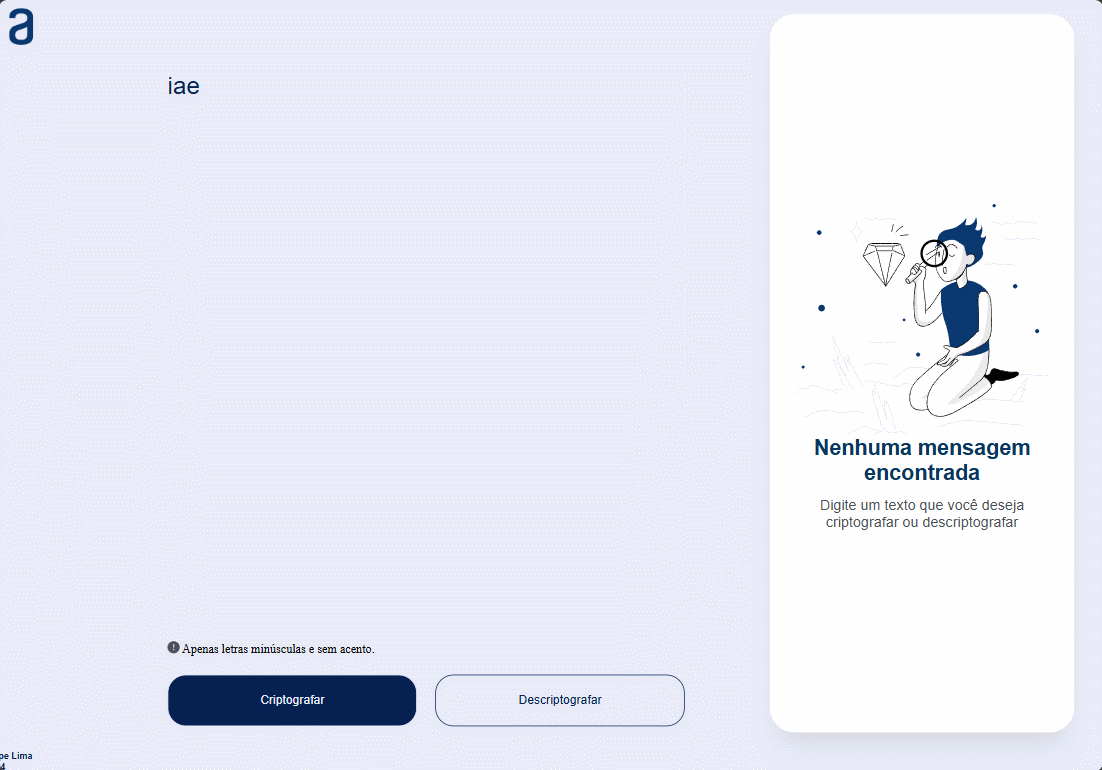 a
iae
Nenhuma mensagem
encontrada
Digite um texto que você deseja
criptografar ou descriptografar
! Apenas letras minúsculas e sem acento.
Criptografar
Descriptografar
pe Lima
4